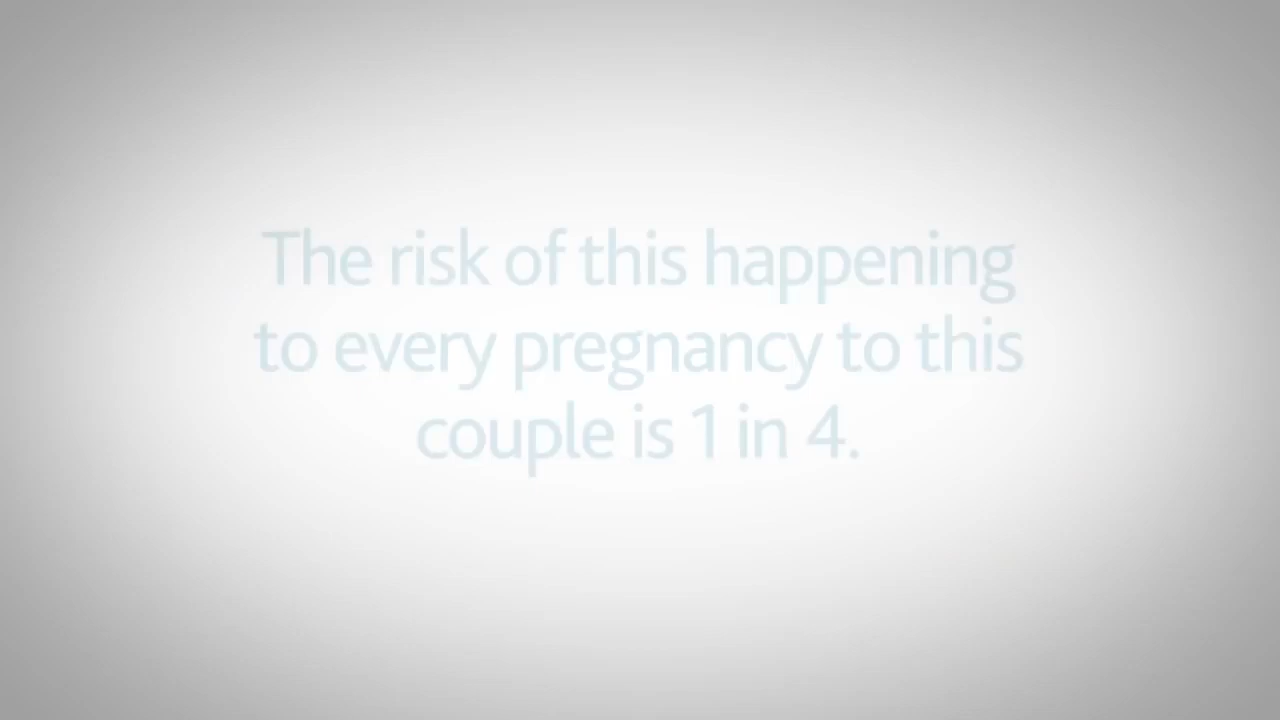 The risk of this happening
to every pregnancy to this
couple is 1 in 4.